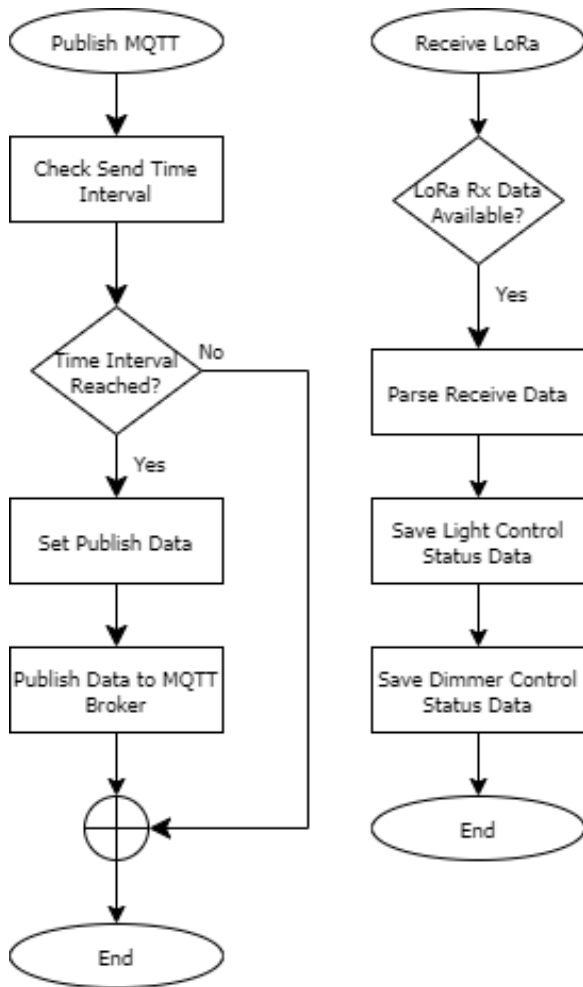 Publish MQTT
Check Send Time
Interval
Time Interval
Reached?
No
Yes
Set Publish Data
Publish Data to MQTT
Broker
End
Receive LoRa
LoRa Rx Data
Available?
Yes
Parse Receive Data
Save Light Control
Status Data
Save Dimmer Control
Status Data
End